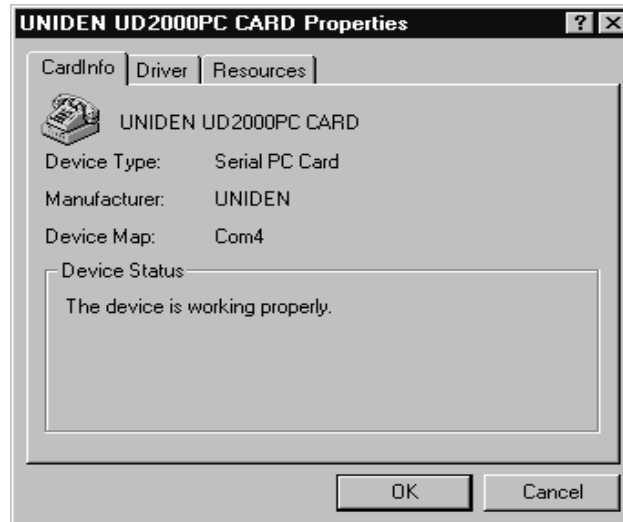 UNIDEN UD2000PC CARD Properties ? ×
CardInfo Driver Resources
UNIDEN UD2000PC CARD
Device Type: Serial PC Card
Manufacturer: UNIDEN
Device Map: Com4
Device Status
The device is working properly.
OK Cancel